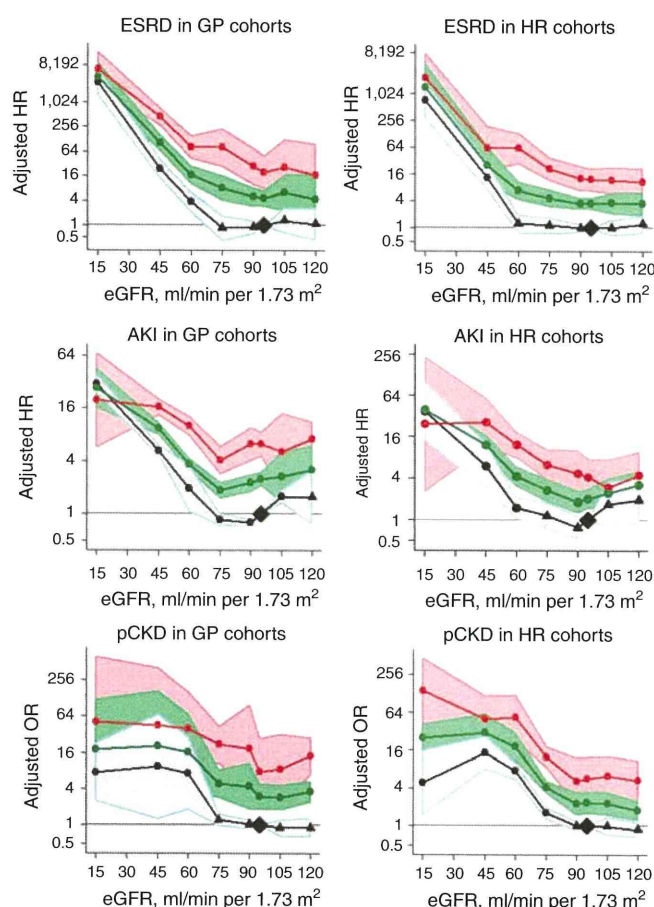 ESRD in GP cohorts
8,192
1,024
256
64
16
4
1
0.5
Adjusted HR
15 30 45 60 75 90 105 120
eGFR, ml/min per 1.73 m²
ESRD in HR cohorts
8,192
1,024
256
64
16
4
1
0.5
Adjusted HR
15 30 45 60 75 90 105 120
eGFR, ml/min per 1.73 m²
AKI in GP cohorts
64
16
4
1
0.5
Adjusted HR
15 30 45 60 75 90 105 120
eGFR, ml/min per 1.73 m²
AKI in HR cohorts
256
64
16
4
1
0.5
Adjusted HR
15 30 45 60 75 90 105 120
eGFR, ml/min per 1.73 m²
pCKD in GP cohorts
256
64
16
4
1
0.5
Adjusted OR
15 30 45 60 75 90 105 120
eGFR, ml/min per 1.73 m²
pCKD in HR cohorts
256
64
16
4
1
0.5
Adjusted OR
15 30 45 60 75 90 105 120
eGFR, ml/min per 1.73 m²